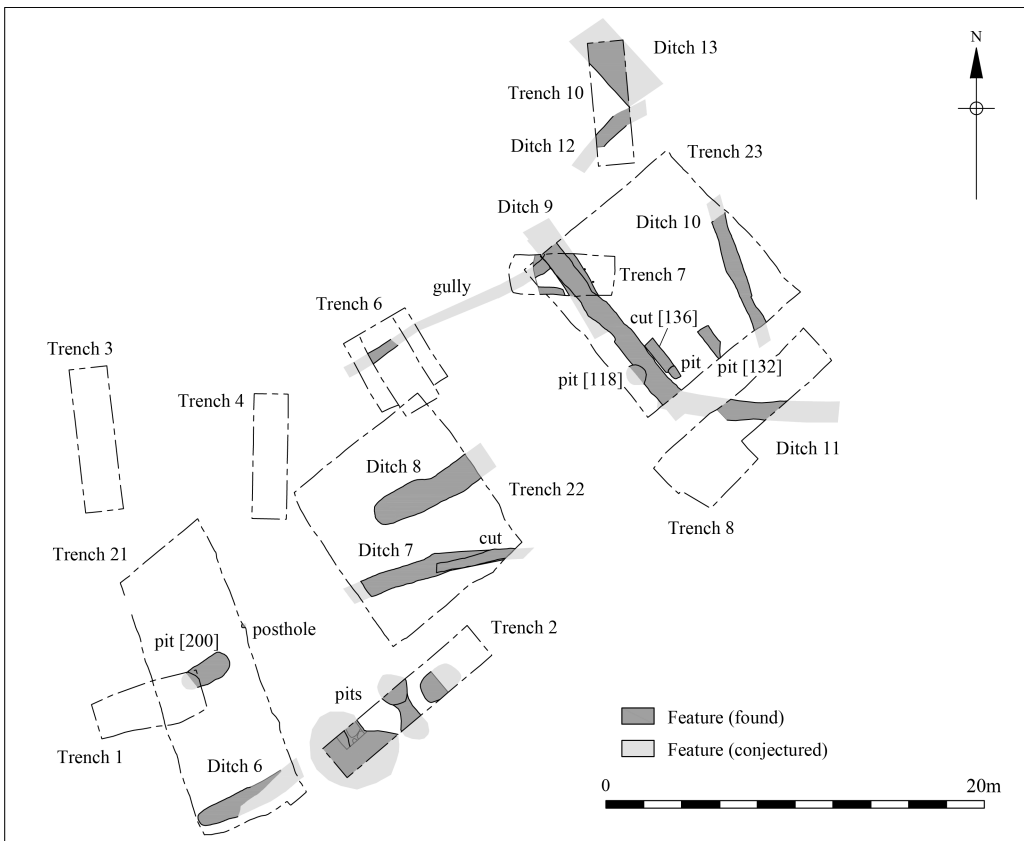 N
Ditch 13
Trench 10
Ditch 12
Trench 23
Ditch 9
Ditch 10
Trench 7
gully
Trench 6
cut [136]
Trench 3
pit
pit [132]
pit [118]
Trench 4
Ditch 11
Ditch 8
Trench 22
Trench 8
Ditch 7
cut
Trench 21
posthole
Trench 2
pit [200]
pits
Feature (found)
Feature (conjectured)
Trench 1
Ditch 6
0
20m